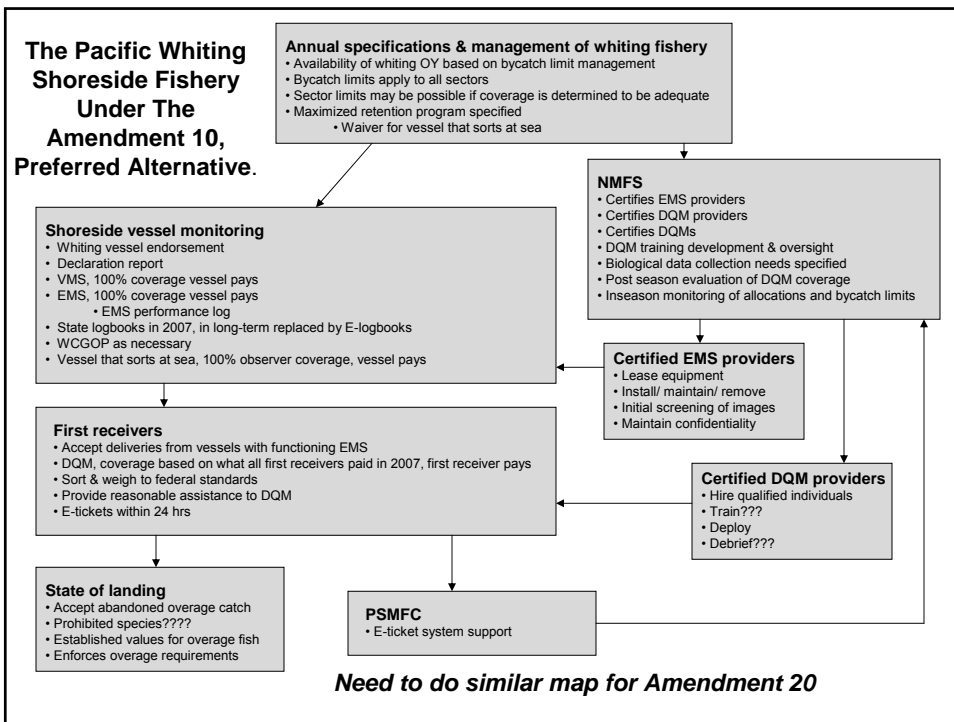 The Pacific Whiting
Shoreside Fishery
Under The
Amendment 10,
Preferred Alternative.
Annual specifications & management of whiting fishery
• Availability of whiting OY based on bycatch limit management
• Bycatch limits apply to all sectors
• Sector limits may be possible if coverage is determined to be adequate
• Maximized retention program specified
• Waiver for vessel that sorts at sea
NMFS
• Certifies EMS providers
• Certifies DQM providers
• Certifies DQMs
• DQM training development & oversight
• Biological data collection needs specified
• Post season evaluation of DQM coverage
• Inseason monitoring of allocations and bycatch limits
Shoreside vessel monitoring
• Whiting vessel endorsement
• Declaration report
• VMS, 100% coverage vessel pays
• EMS, 100% coverage vessel pays
• EMS performance log
• State logbooks in 2007, in long-term replaced by E-logbooks
• WCGOP as necessary
• Vessel that sorts at sea, 100% observer coverage, vessel pays
Certified EMS providers
• Lease equipment
• Install/ maintain/ remove
• Initial screening of images
• Maintain confidentiality
First receivers
• Accept deliveries from vessels with functioning EMS
• DQM, coverage based on what all first receivers paid in 2007, first receiver pays
• Sort & weigh to federal standards
• Provide reasonable assistance to DQM
• E-tickets within 24 hrs
Certified DQM providers
• Hire qualified individuals
• Train???
• Deploy
• Debrief???
State of landing
• Accept abandoned overage catch
• Prohibited species????
• Established values for overage fish
• Enforces overage requirements
PSMFC
• E-ticket system support
Need to do similar map for Amendment 20